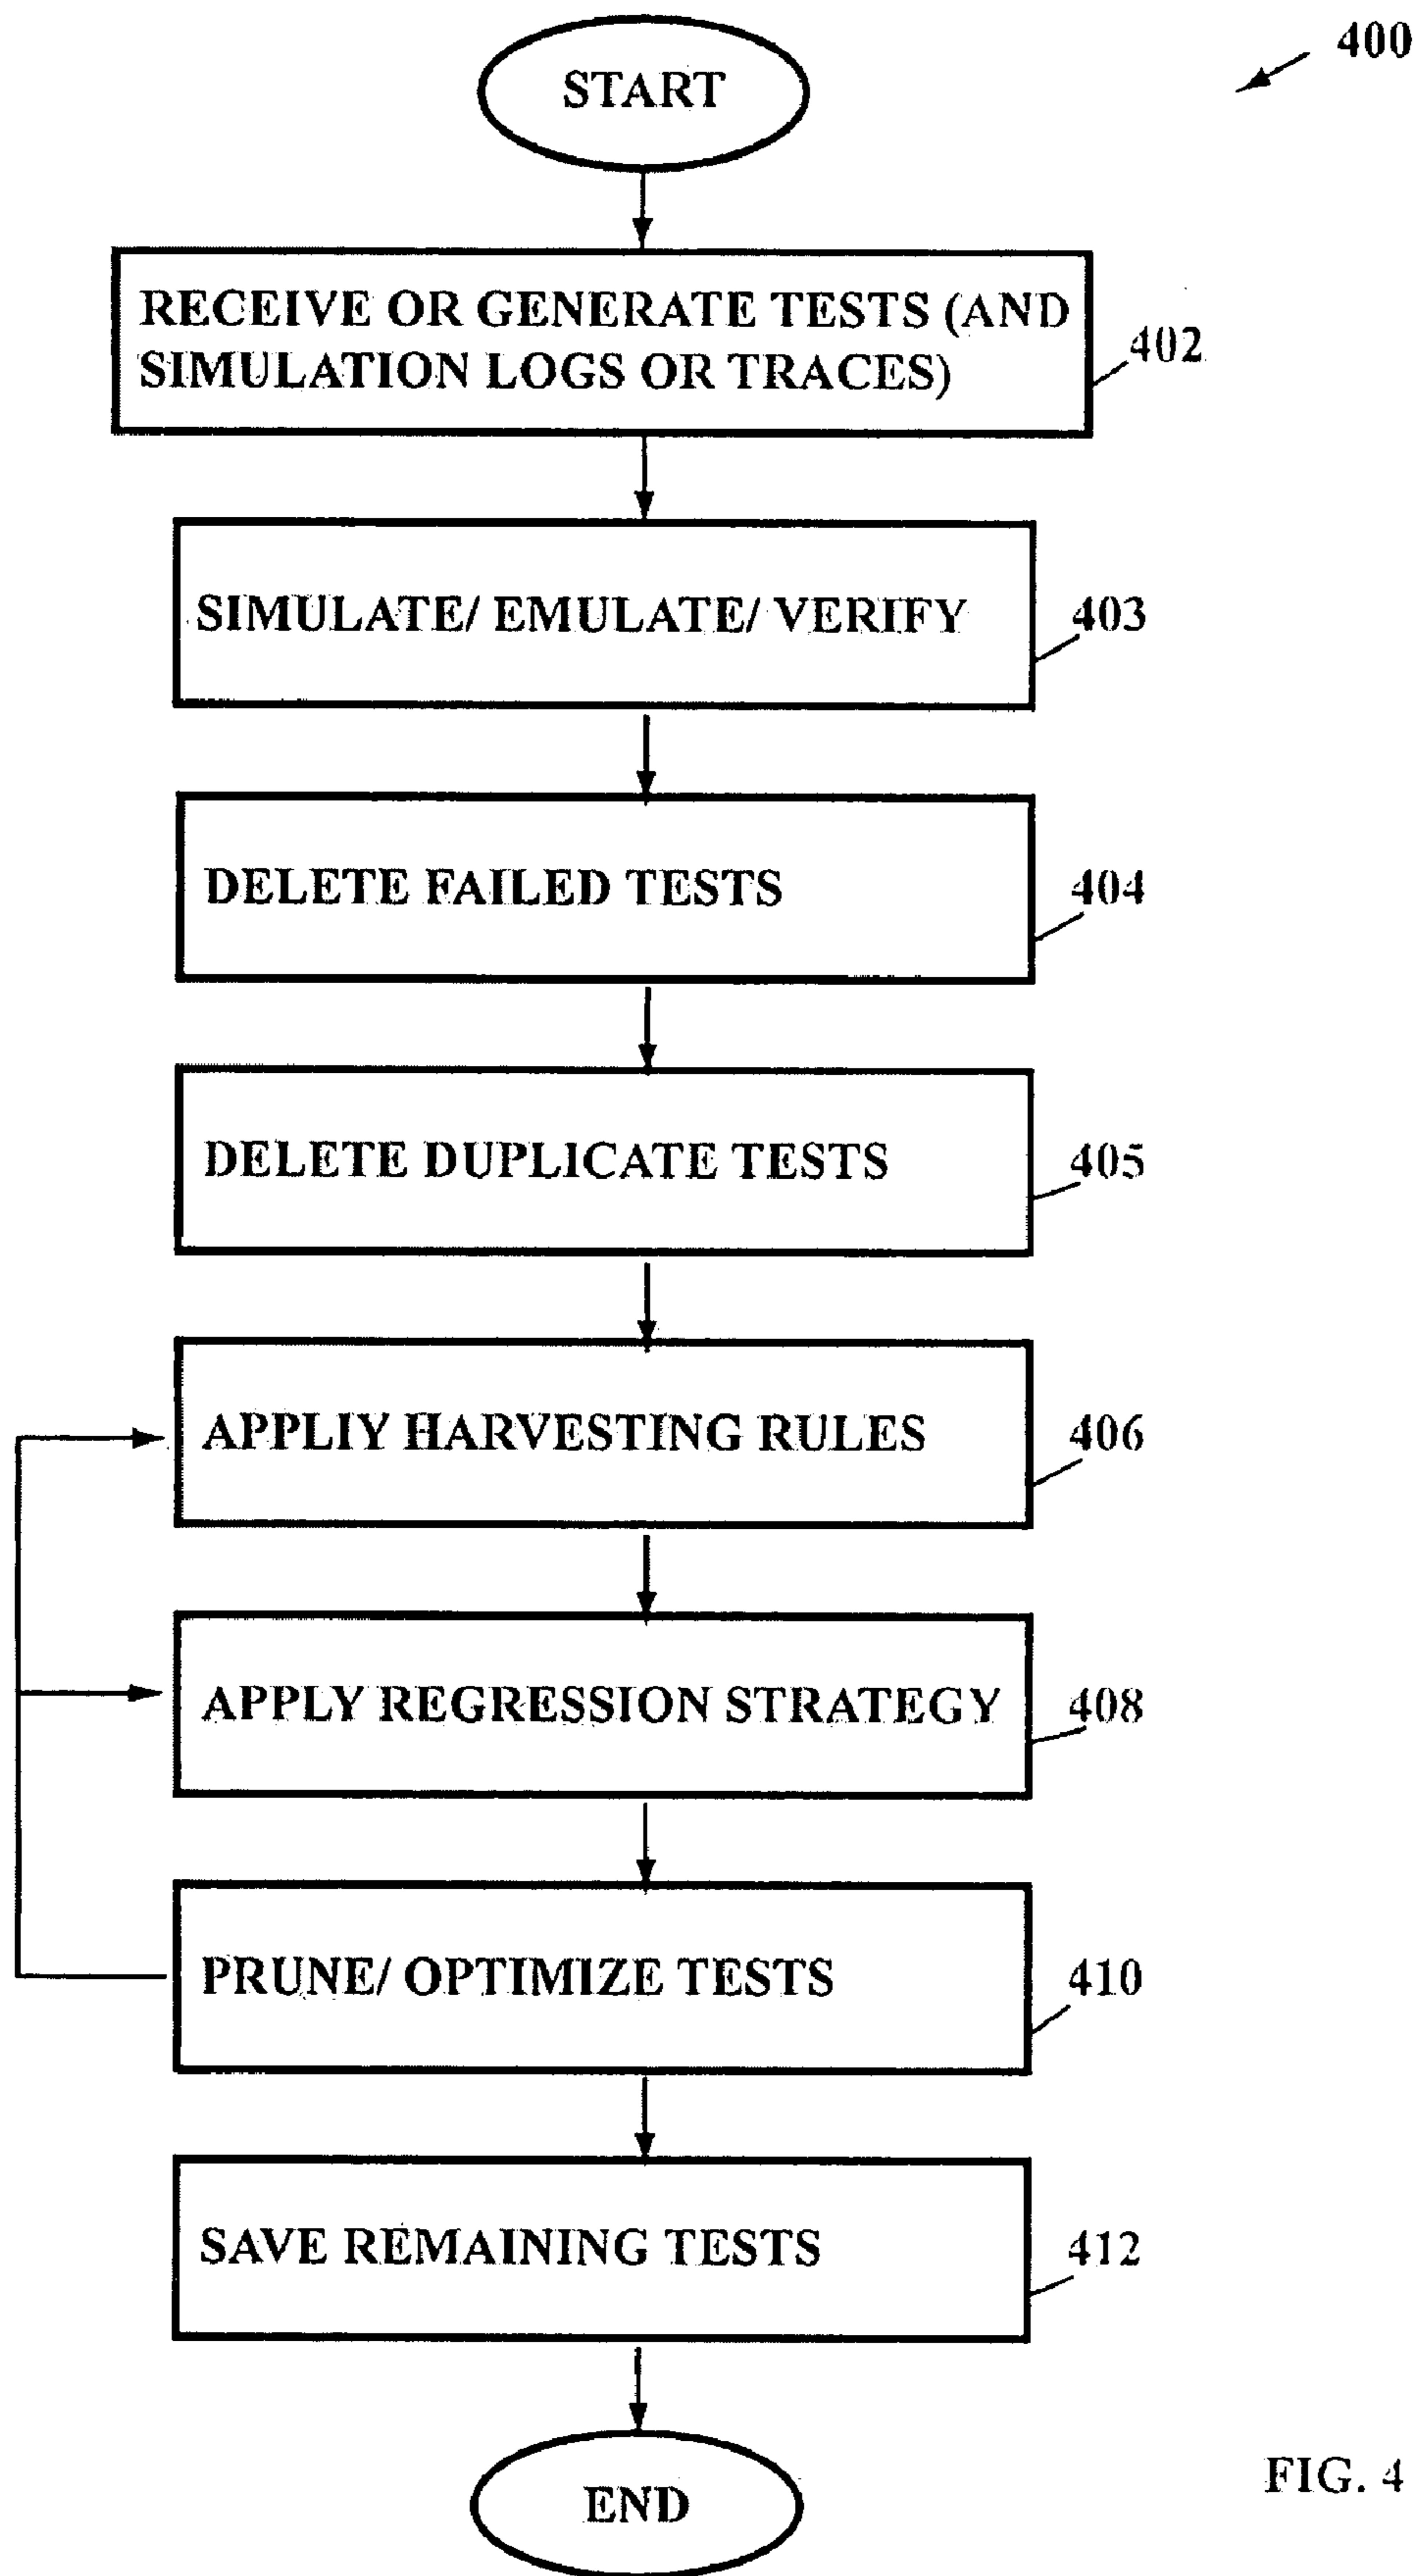 400
START
RECEIVE OR GENERATE TESTS (AND
SIMULATION LOGS OR TRACES)
402
SIMULATE/ EMULATE/ VERIFY
403
DELETE FAILED TESTS
404
DELETE DUPLICATE TESTS
405
APPLIY HARVESTING RULES
406
APPLY REGRESSION STRATEGY
408
PRUNE/ OPTIMIZE TESTS
410
SAVE REMAINING TESTS
412
END
FIG. 4